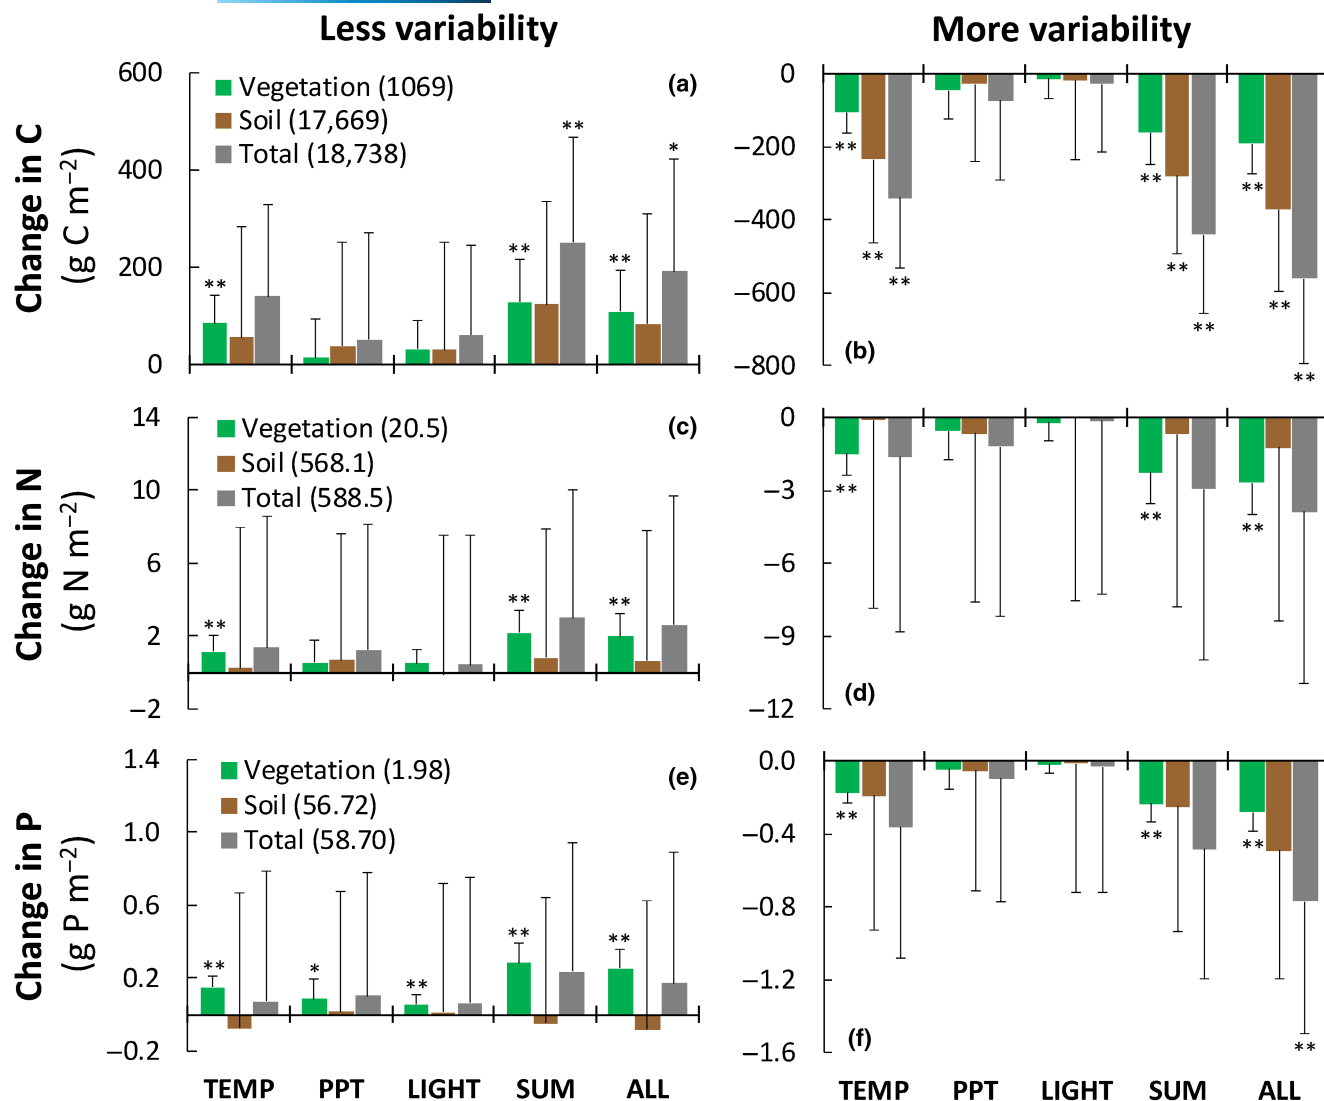 Less variability
More variability
Change in C
(g C m−2)
600
400
200
0
Vegetation (1069)
Soil (17,669)
Total (18,738)
(a)
**
**
**
**
*
0
−200
−400
−600
−800
(b)
**
**
**
**
**
**
**
**
**
Change in N
(g N m−2)
14
10
6
2
−2
Vegetation (20.5)
Soil (568.1)
Total (588.5)
(c)
**
**
**
0
−3
−6
−9
−12
(d)
**
**
**
Change in P
(g P m−2)
1.4
1.0
0.6
0.2
−0.2
Vegetation (1.98)
Soil (56.72)
Total (58.70)
(e)
**
*
**
**
**
TEMP PPT LIGHT SUM ALL
0.0
−0.4
−0.8
−1.2
−1.6
(f)
**
**
**
**
TEMP PPT LIGHT SUM ALL